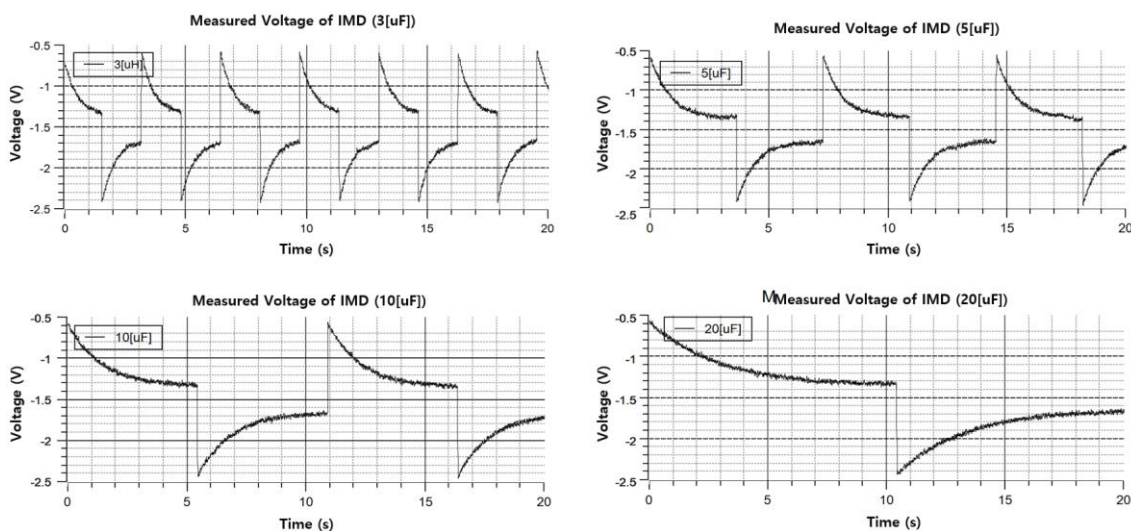 Measured Voltage of IMD (3[uF])
3[uH]
Voltage (V)
-0.5
-1
-1.5
-2
-2.5
0 5 10 15 20
Time (s)
Measured Voltage of IMD (5[uF])
5[uF]
Voltage (V)
-0.5
-1
-1.5
-2
-2.5
0 5 10 15 20
Time (s)
Measured Voltage of IMD (10[uF])
10[uF]
Voltage (V)
-0.5
-1
-1.5
-2
-2.5
0 5 10 15 20
Time (s)
M
Measured Voltage of IMD (20[uF])
20[uF]
Voltage (V)
-0.5
-1
-1.5
-2
-2.5
0 5 10 15 20
Time (s)